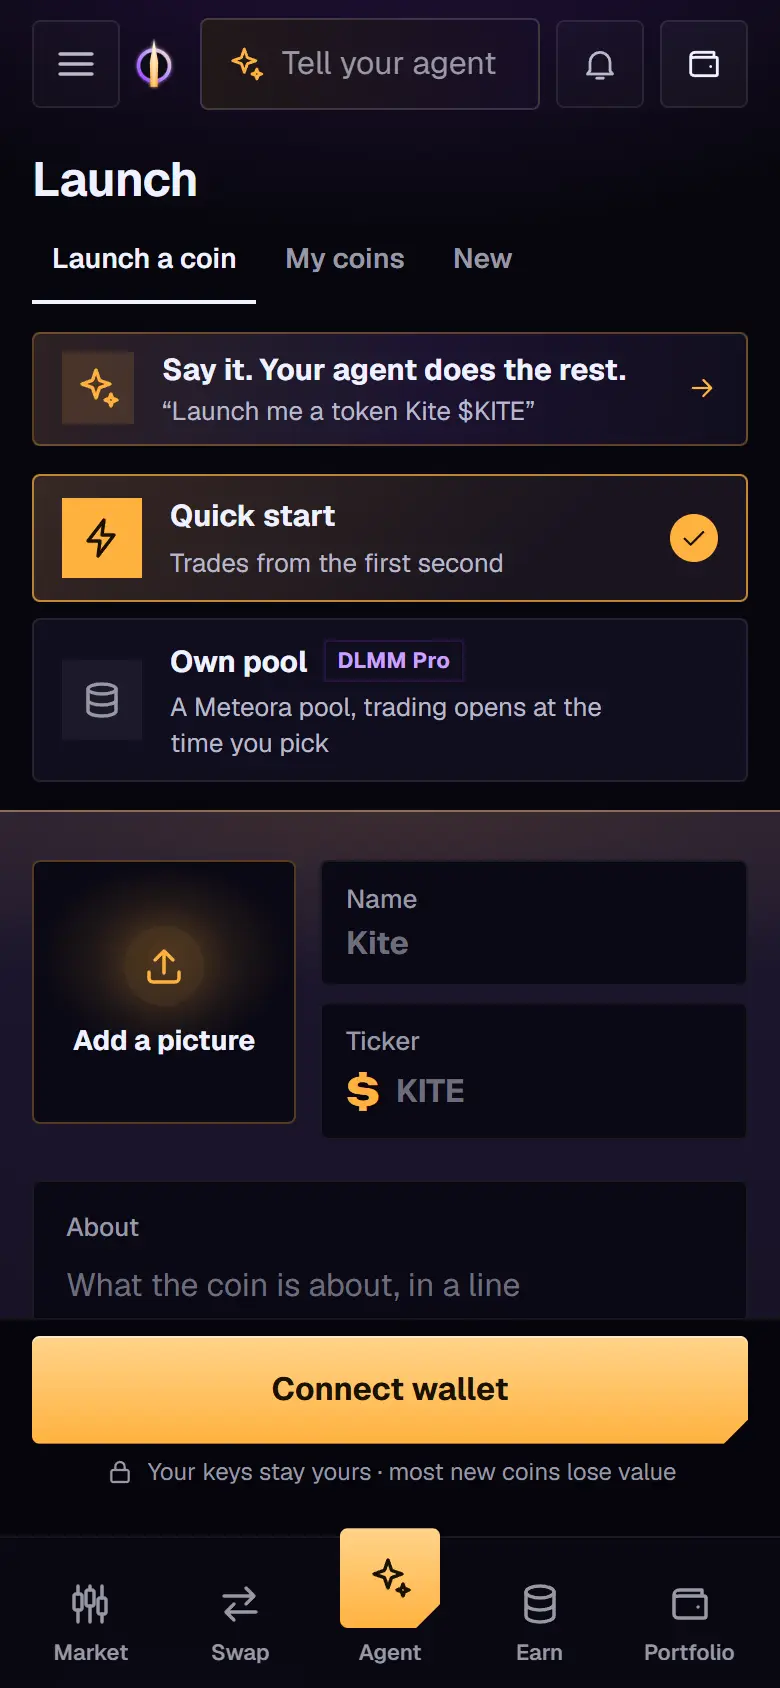 Tell your agent
Launch
Launch a coin
My coins
New
Say it. Your agent does the rest.
“Launch me a token Kite $KITE”
Quick start
Trades from the first second
Own pool
DLMM Pro
A Meteora pool, trading opens at the
time you pick
Add a picture
Name
Kite
Ticker
$ KITE
About
What the coin is about, in a line
Connect wallet
Your keys stay yours · most new coins lose value
Market
Swap
Agent
Earn
Portfolio